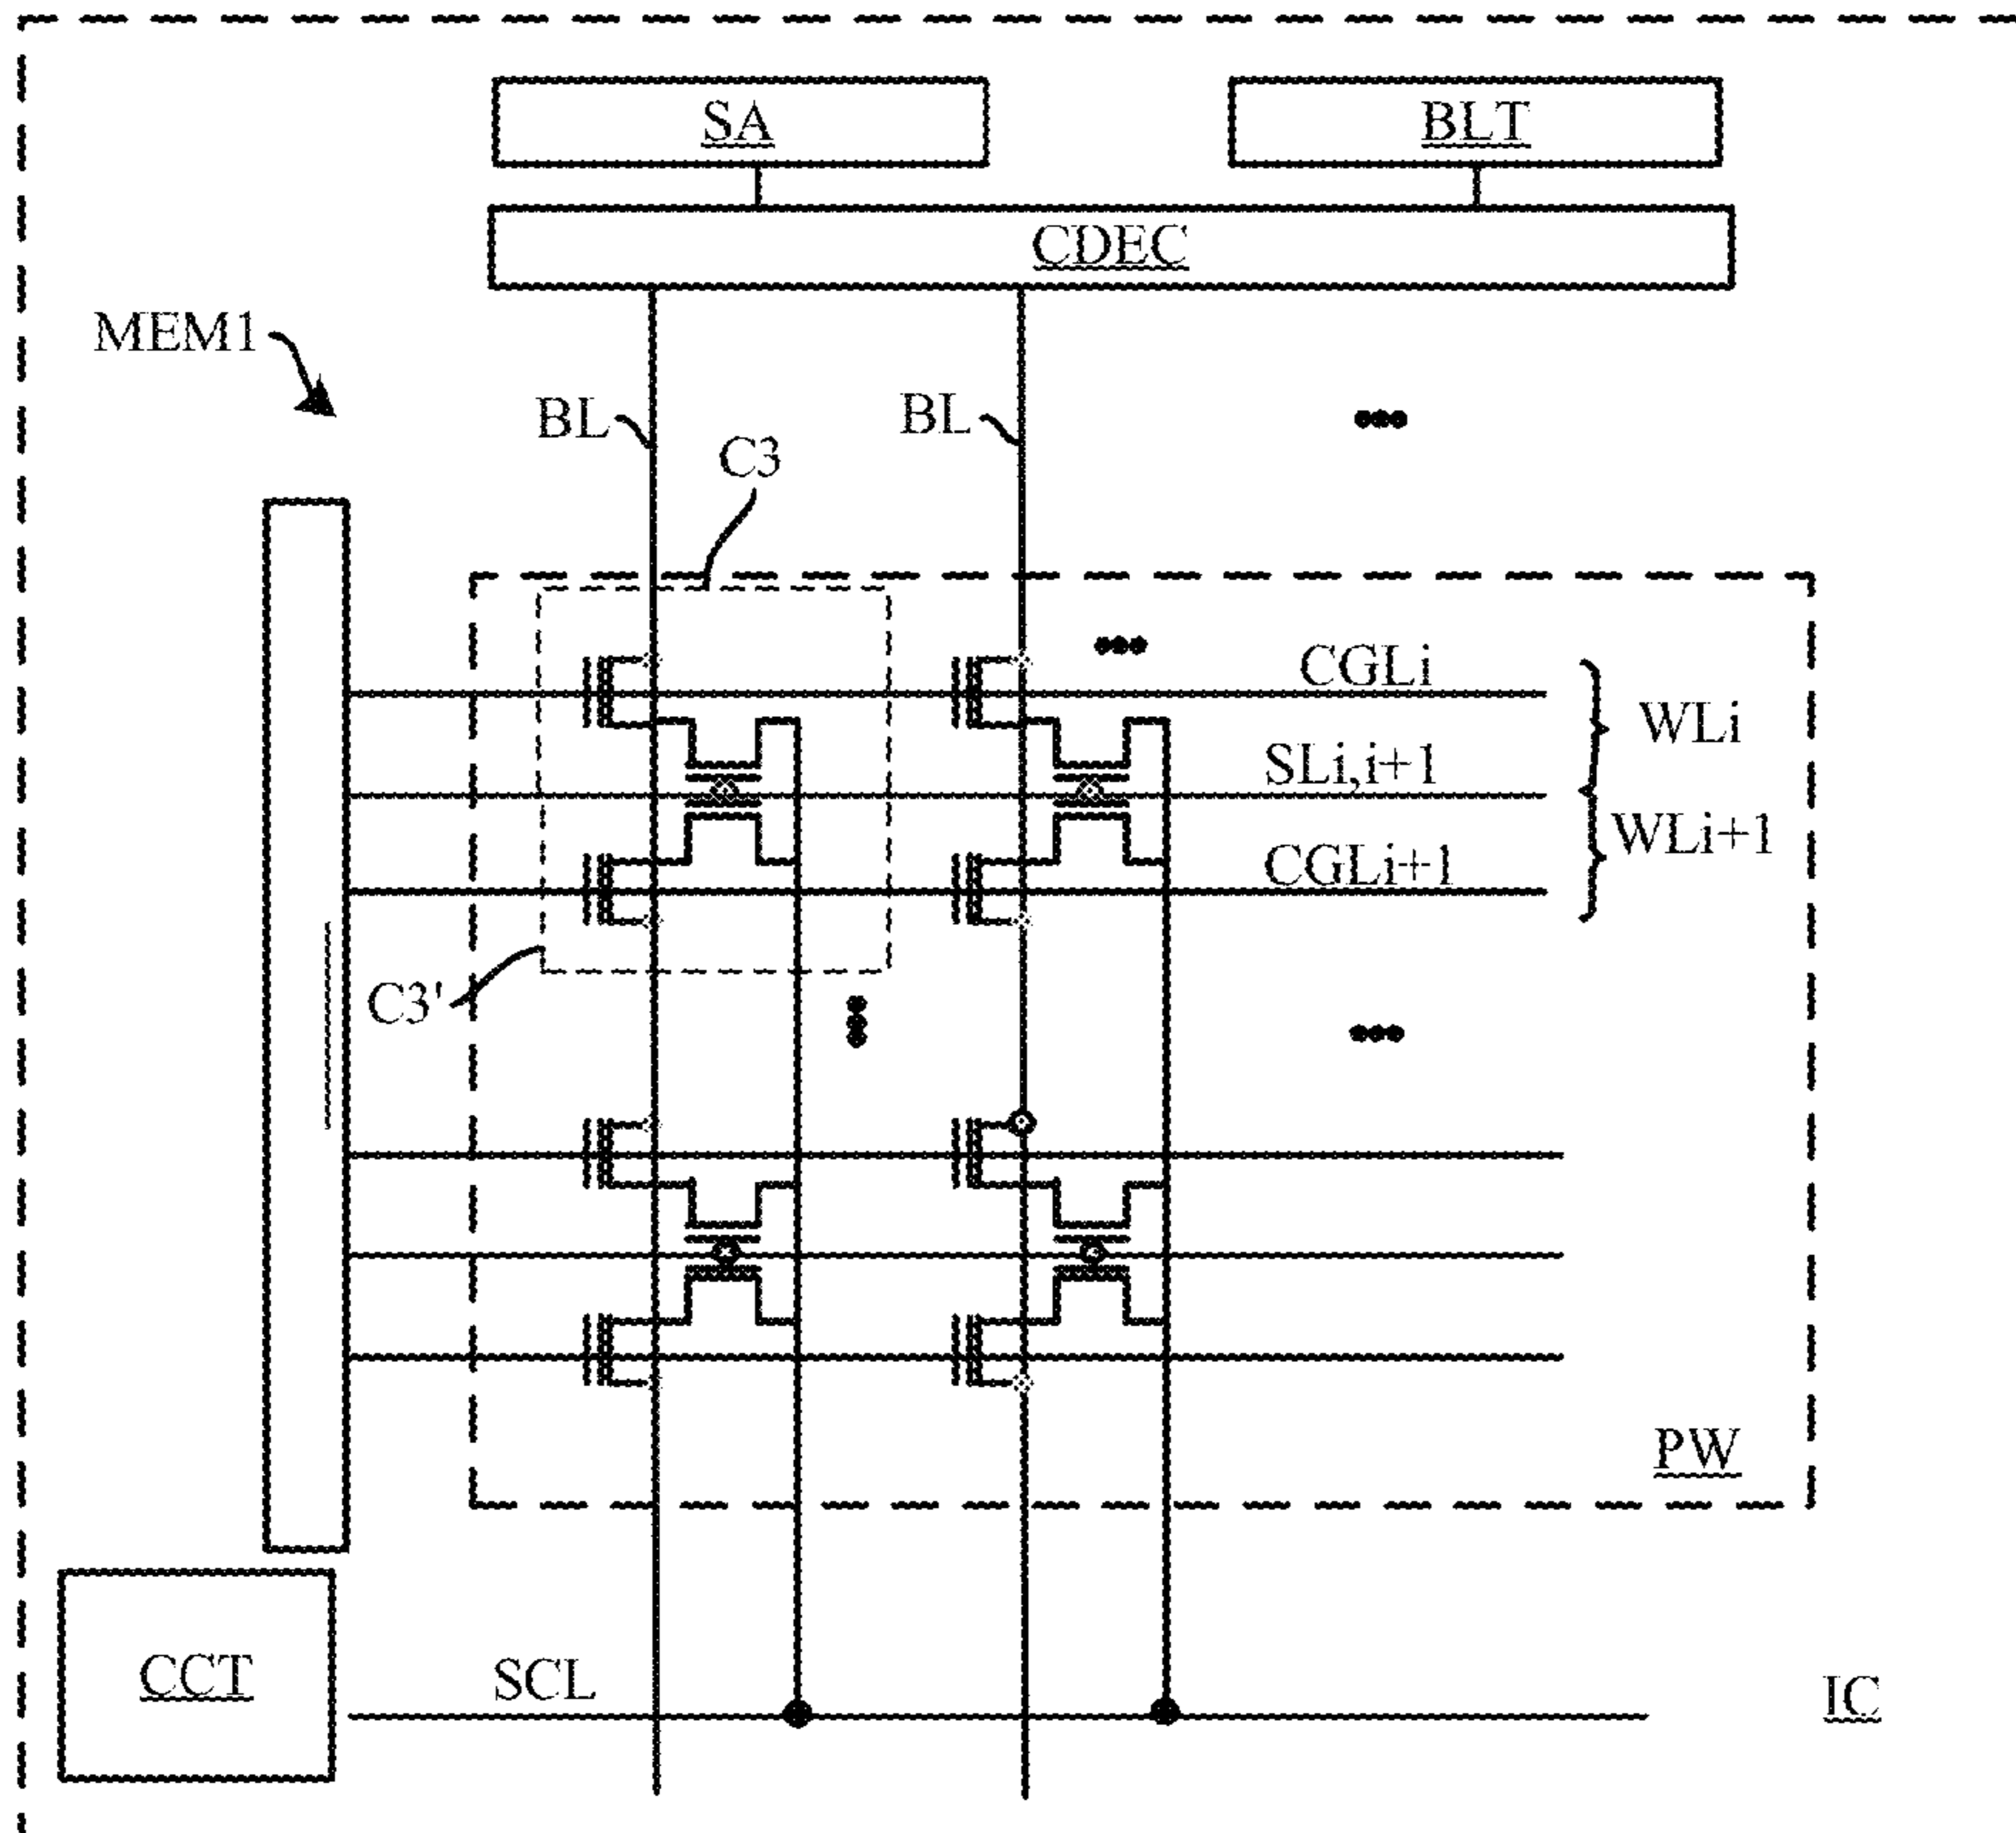 SA
BLT
CDEC
MEM1
BL
BL
C3
CGLi
WLi
SLi,i+1
WLi+1
CGLi+1
C3'
PW
CCT
SCL
IC